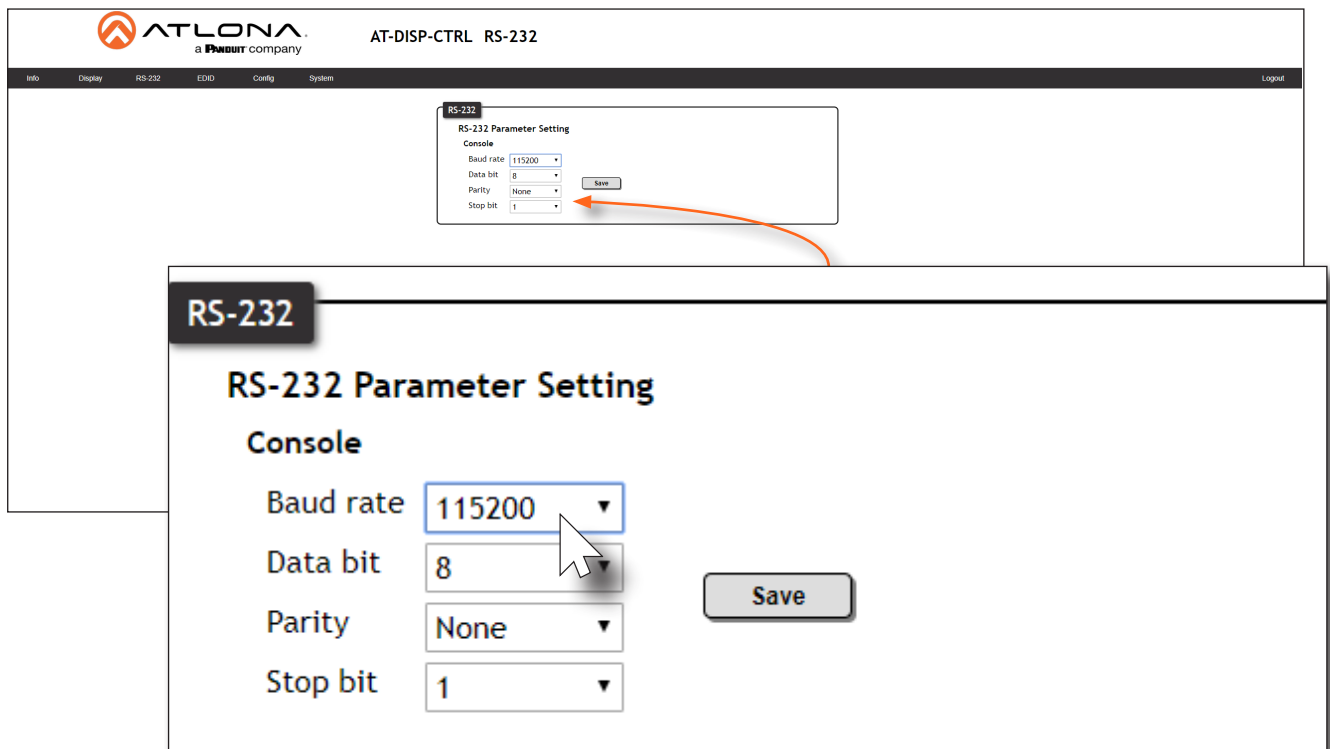 ATLONA.
a PANDUIT company
AT-DISP-CTRL RS-232
Info Display RS-232 EDID Config System Logout
RS-232
RS-232 Parameter Setting
Console
Baud rate 115200
Data bit 8
Save
Parity None
Stop bit 1
RS-232
RS-232 Parameter Setting
Console
Baud rate 115200
Data bit 8
Save
Parity None
Stop bit 1